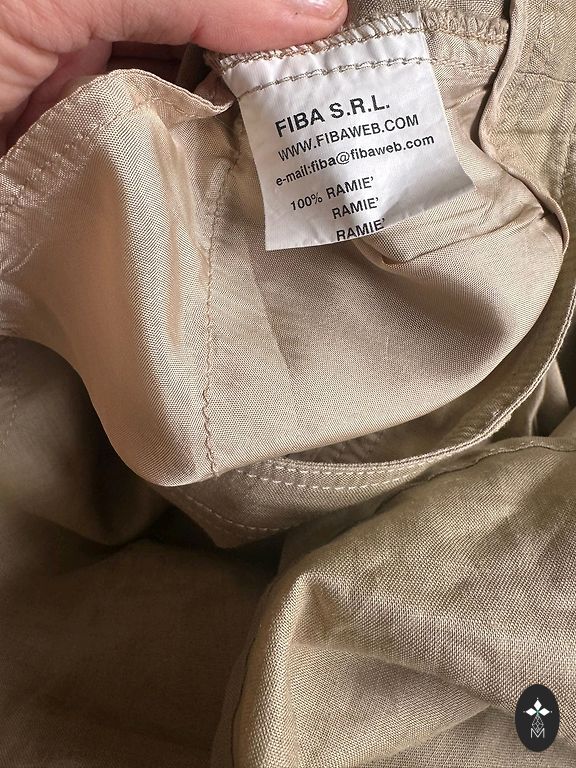 FIBA S.R.L.
WWW.FIBAWEB.COM
e-mail:fiba@fibaweb.com
100% RAMIE'
RAMIE'
RAMIE'
M